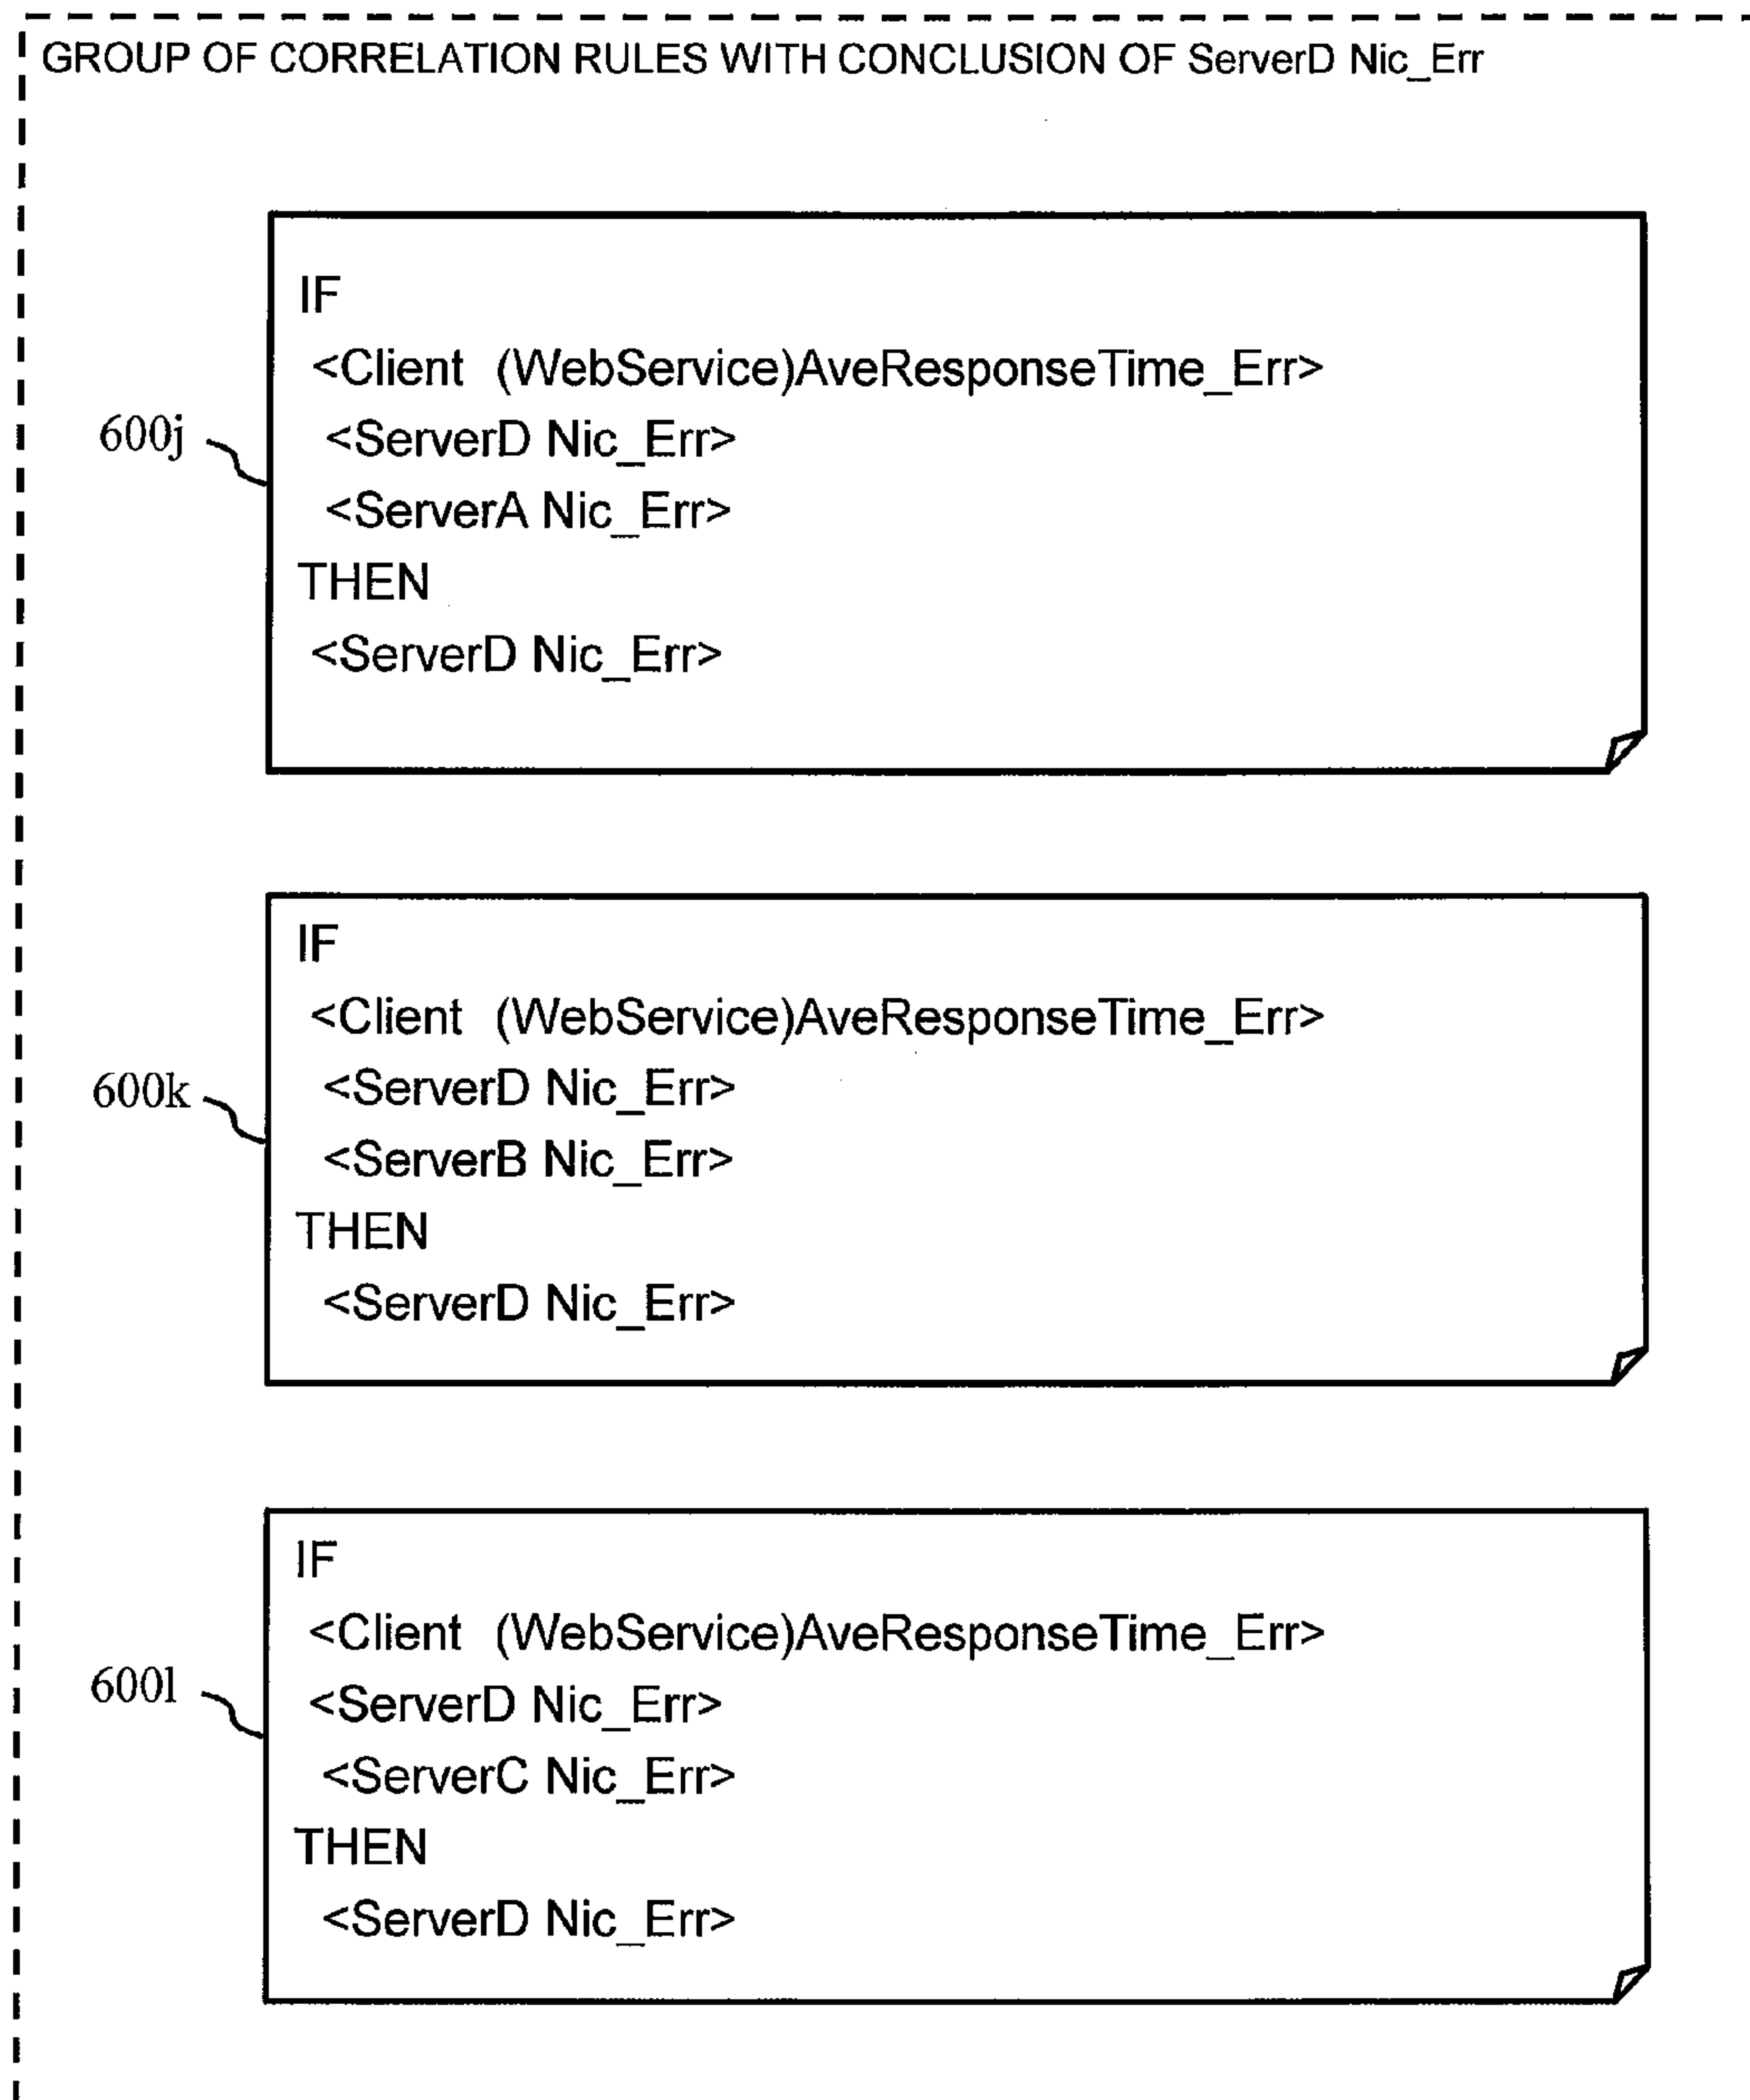 GROUP OF CORRELATION RULES WITH CONCLUSION OF ServerD Nic_Err
IF
<Client (WebService)AveResponseTime_Err>
600j
<ServerD Nic_Err>
<ServerA Nic_Err>
THEN
<ServerD Nic_Err>
IF
<Client (WebService)AveResponseTime_Err>
600k
<ServerD Nic_Err>
<ServerB Nic_Err>
THEN
<ServerD Nic_Err>
IF
<Client (WebService)AveResponseTime_Err>
600l
<ServerD Nic_Err>
<ServerC Nic_Err>
THEN
<ServerD Nic_Err>